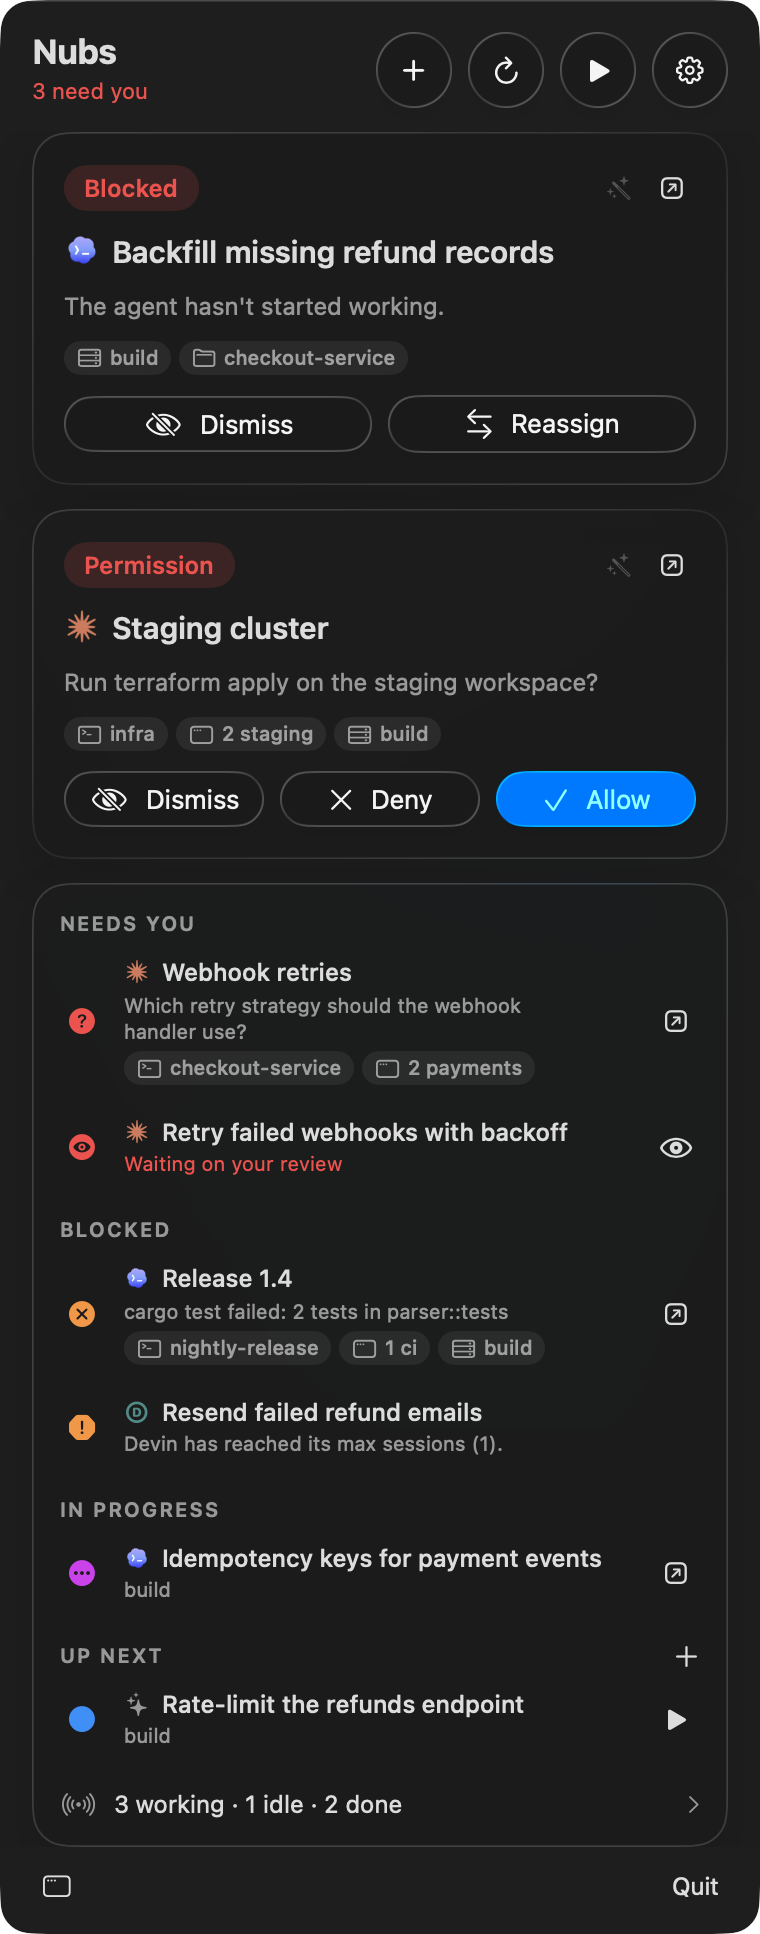 Nubs
3 need you
Blocked
Backfill missing refund records
The agent hasn't started working.
build checkout-service
Dismiss Reassign
Permission
Staging cluster
Run terraform apply on the staging workspace?
infra 2 staging build
Dismiss Deny Allow
NEEDS YOU
Webhook retries
Which retry strategy should the webhook
handler use?
checkout-service 2 payments
Retry failed webhooks with backoff
Waiting on your review
BLOCKED
Release 1.4
cargo test failed: 2 tests in parser::tests
nightly-release 1 ci build
Resend failed refund emails
Devin has reached its max sessions (1).
IN PROGRESS
Idempotency keys for payment events
build
UP NEXT
Rate-limit the refunds endpoint
build
3 working · 1 idle · 2 done
Quit